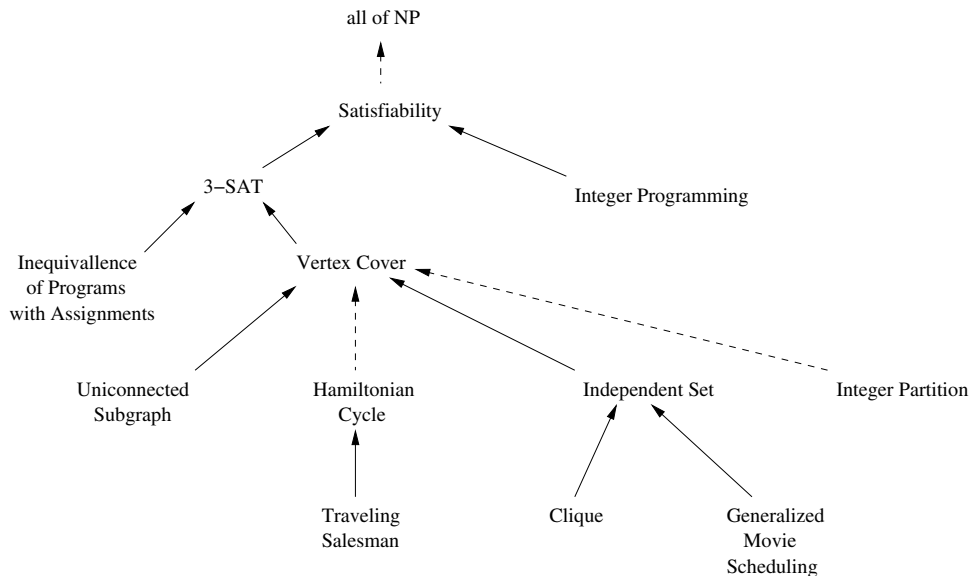 all of NP
Satisfiability
3−SAT
Integer Programming
Inequivallence
of Programs
with Assignments
Vertex Cover
Uniconnected
Subgraph
Hamiltonian
Cycle
Independent Set
Integer Partition
Traveling
Salesman
Clique
Generalized
Movie
Scheduling